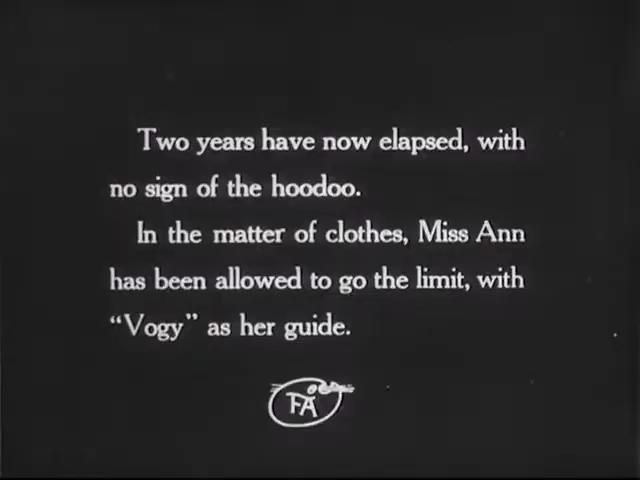 Two years have now elapsed, with
no sign of the hoodoo.
In the matter of clothes, Miss Ann
has been allowed to go the limit, with
“Vogy” as her guide.
FA